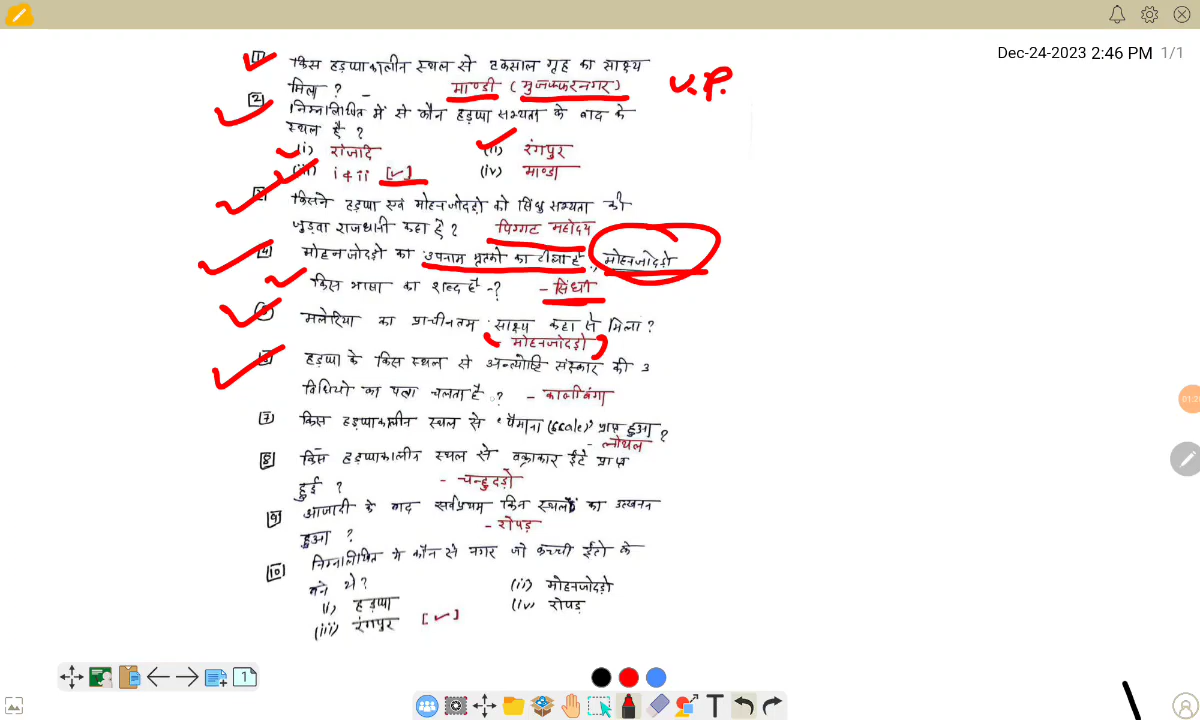 Dec-24-2023 2:46 PM 1/1
[1] किस हड़प्पाकालीन स्थल से टकसाल गृह का साक्ष्य
मिला ? – माण्डी (मुजफ्फरनगर) U.P.
[2] निम्नलिखित में से कौन हड़प्पा सभ्यता के बाद के
स्थल है ?
(i) रोजदि (ii) रंगपुर
(iii) i व ii [✓] (iv) माण्डा
[3] किसने हड़प्पा एवं मोहनजोदड़ो को सिंधु सभ्यता की
जुड़वा राजधानी कहा है ? पिग्गट महोदय
[4] मोहनजोदड़ो का उपनाम मृतको का टीला है, मोहनजोदड़ो
किस भाषा का शब्द है -? – सिंधी
(5) मलेरिया का प्राचीनतम साक्ष्य कहा से मिला ?
मोहनजोदड़ो
[6] हड़प्पा के किस स्थल से अन्त्योष्टि संस्कार की 3
विधियो का पता चलता है ? – कालीबंगा
[7] किस हड़प्पाकालीन स्थल से "पैमाना (Scale)" प्राप्त हुआ ?
- लोथल
[8] किस हड़प्पाकालीन स्थल से वक्राकार ईंटे प्राप्त
हुई ? - चन्हुदड़ो
[9] आजादी के बाद सर्वप्रथम किन स्थलों का उत्खनन
हुआ ? - रोपड़
[10] निम्नलिखित मे कौन से नगर जो कच्ची ईंटो के
बने थे ?
(i) हड़प्पा (ii) मोहनजोदड़ो
(iii) रंगपुर [✓] (iv) रोपड़
1
T